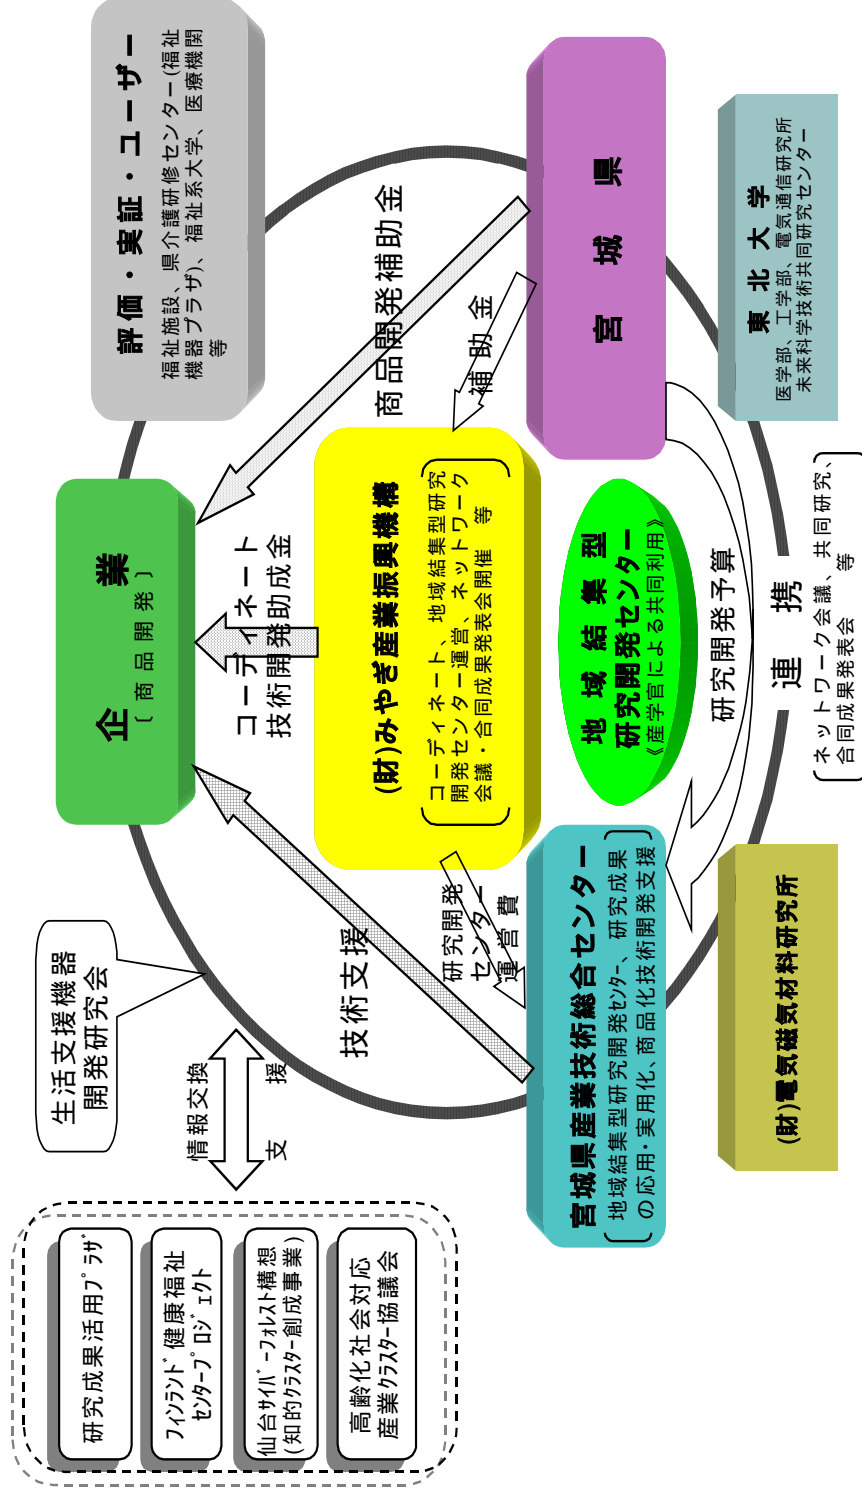 生活支援機器
開発研究会
企　業
〔 商 品 開 発 〕
評価・実証・ユーザー
福祉施設、県介護研修センター(福祉
機器プラザ)、福祉系大学、医療機関
等
研究成果活用プラザ
フィンランド健康福祉
センタープロジェクト
仙台サイバーフォレスト構想
(知的クラスター創成事業)
高齢化社会対応
産業クラスター協議会
情報交換
支　援
技術支援
コーディネート
技術開発助成金
商品開発補助金
補助金
(財)みやぎ産業振興機構
コーディネート、地域結集型研究
開発センター運営、ネットワーク
会議・合同成果発表会開催　等
研究開発
センター
運営費
宮城県産業技術総合センター
地域結集型研究開発センター、研究成果
の応用・実用化、商品化技術開発支援
地 域 結 集 型
研究開発センター
《産学官による共同利用》
宮　城　県
研究開発予算
(財)電気磁気材料研究所
連　携
ネットワーク会議、共同研究、
合同成果発表会　　　等
東 北 大 学
医学部、工学部、電気通信研究所
未来科学技術共同研究センター